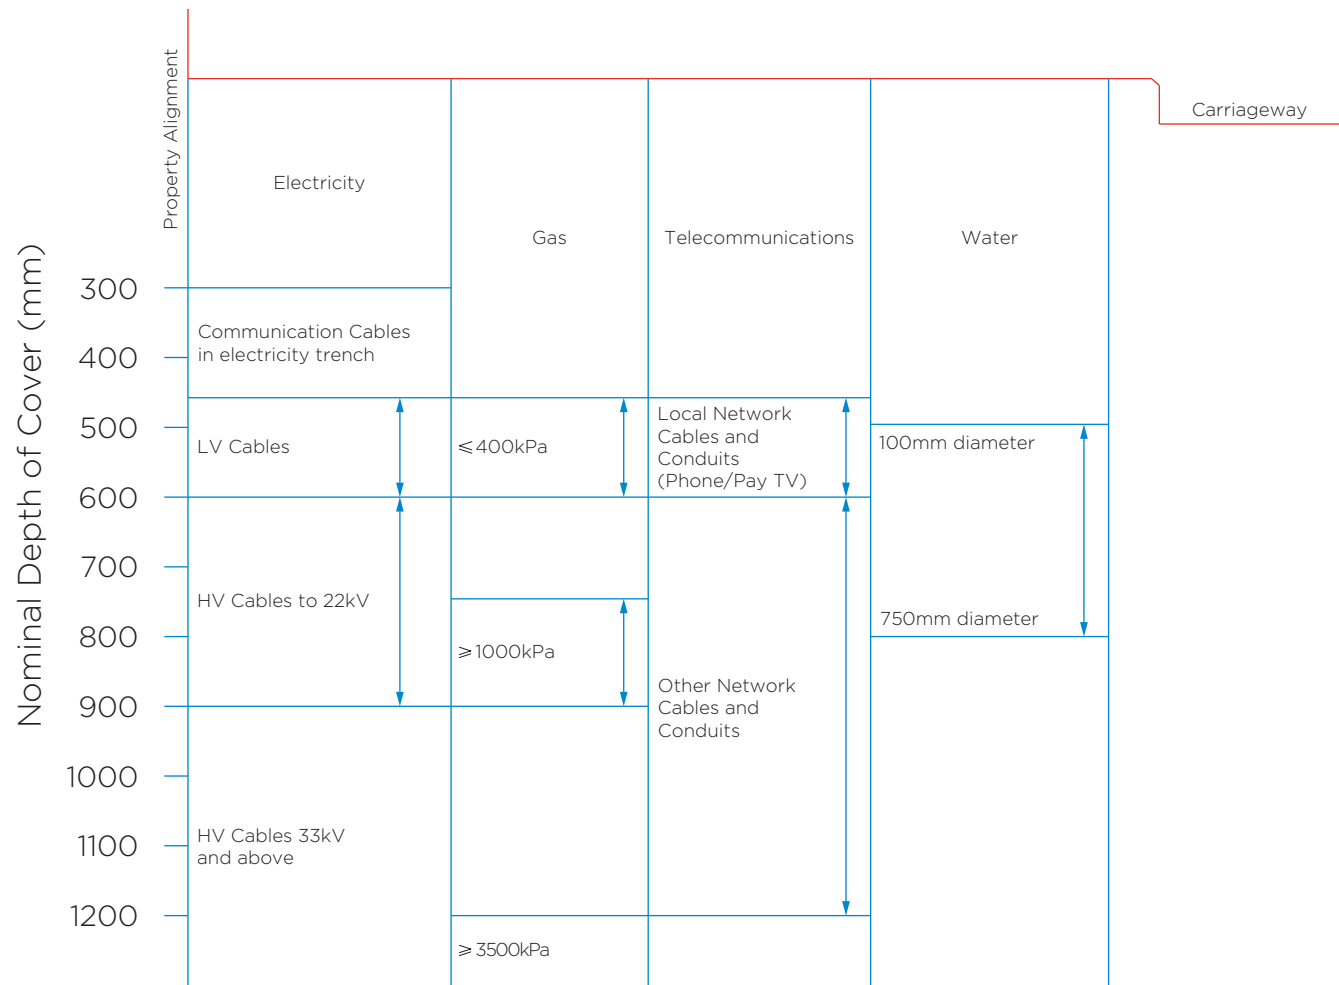 Property Alignment
Carriageway
Electricity
Gas
Telecommunications
Water
Nominal Depth of Cover (mm)
300
400
500
600
700
800
900
1000
1100
1200
Communication Cables
in electricity trench
LV Cables
HV Cables to 22kV
HV Cables 33kV
and above
⩽400kPa
⩾1000kPa
⩾3500kPa
Local Network
Cables and
Conduits
(Phone/Pay TV)
Other Network
Cables and
Conduits
100mm diameter
750mm diameter